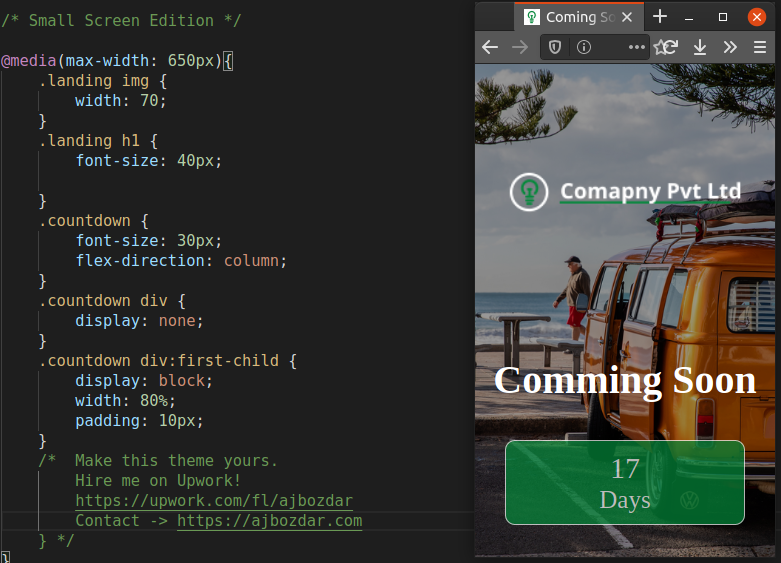 /* Small Screen Edition */
@media(max-width: 650px){
.landing img {
width: 70;
}
.landing h1 {
font-size: 40px;
}
.countdown {
font-size: 30px;
flex-direction: column;
}
.countdown div {
display: none;
}
.countdown div:first-child {
display: block;
width: 80%;
padding: 10px;
}
/* Make this theme yours.
Hire me on Upwork!
https://upwork.com/fl/ajbozdar
Contact -> https://ajbozdar.com
} */
}
Coming So
Comapny Pvt Ltd
Comming Soon
17
Days